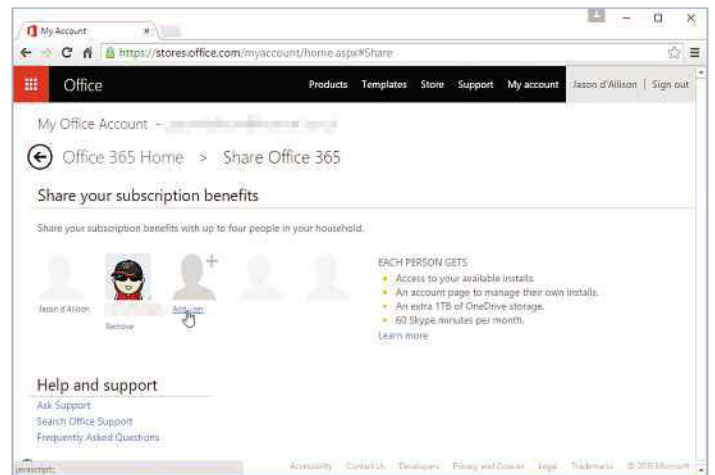 My Account
https://stores.office.com/myaccount/home.aspx#Share
Office
Products Templates Store Support My account Jason d'Allison | Sign out
My Office Account -
Office 365 Home > Share Office 365
Share your subscription benefits
Share your subscription benefits with up to four people in your household.
Jason d'Allison
Remove
Add user
EACH PERSON GETS
Access to your available installs.
An account page to manage their own installs.
An extra 1TB of OneDrive storage.
60 Skype minutes per month.
Learn more
Help and support
Ask Support
Search Office Support
Frequently Asked Questions
Accessibility Contact Us Developers Privacy and Cookies Legal Trademarks © 2015 Microsoft